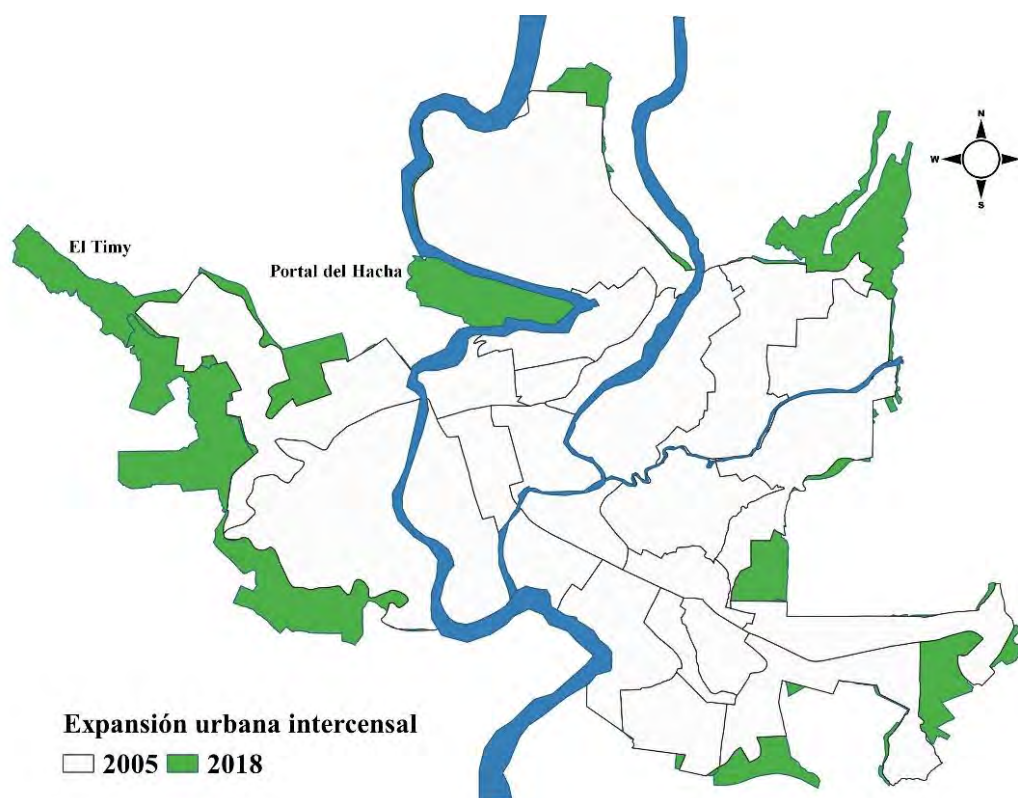 N
W
S
El Timy
Portal del Hacha
Expansión urbana intercensal
2005 2018